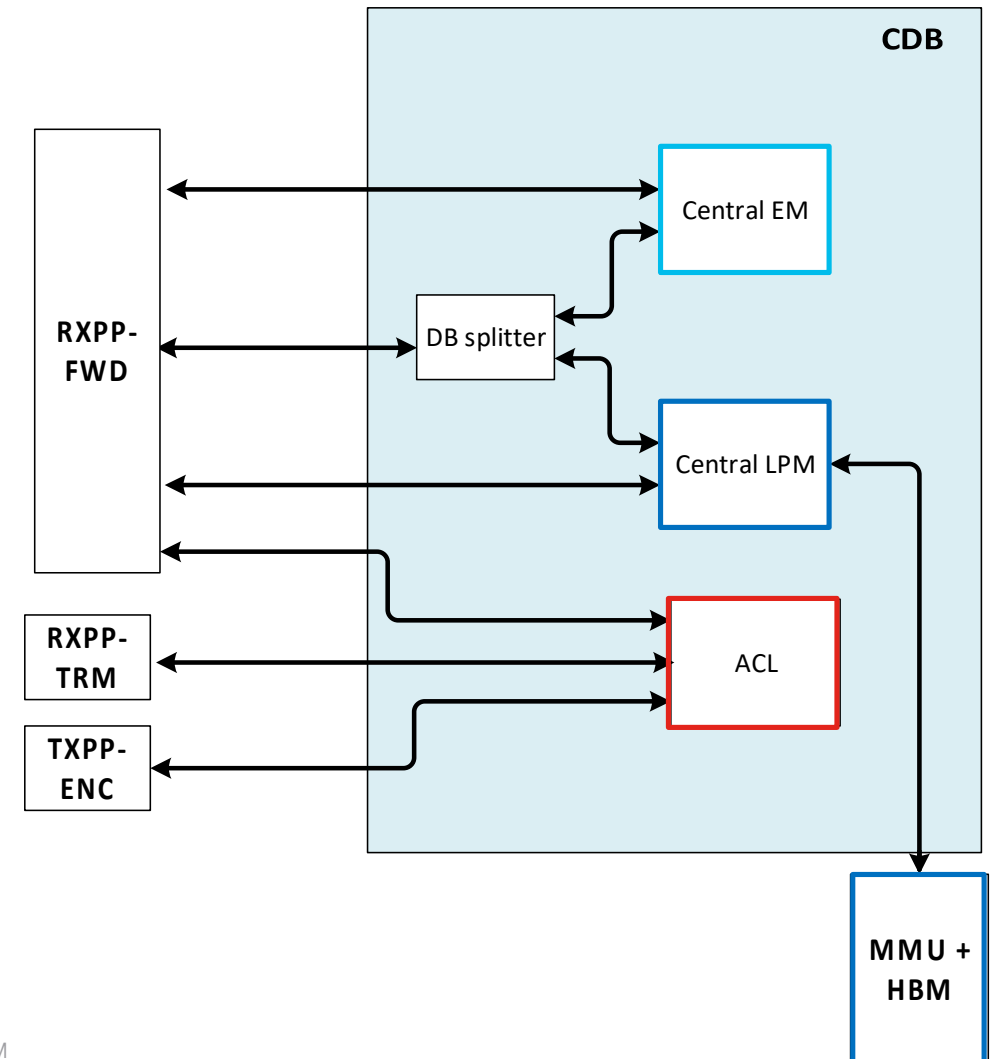 CDB
Central EM
RXPP-
FWD
DB splitter
Central LPM
RXPP-
TRM
ACL
TXPP-
ENC
MMU +
HBM
M